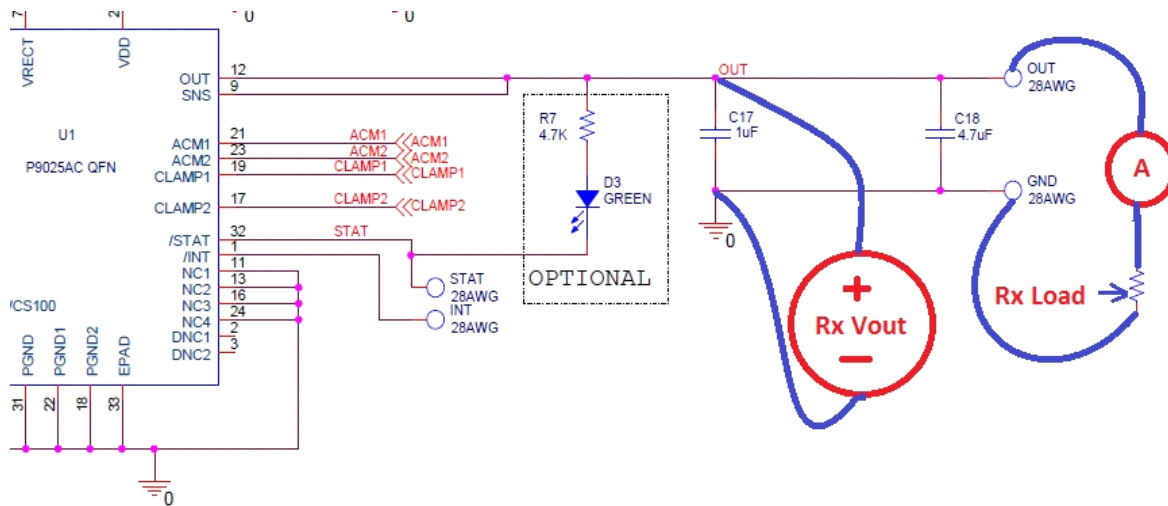 0
0
7
2
VRECT
VDD
U1
P9025AC QFN
OUT
12
SNS
9
ACM1
21
ACM2
23
CLAMP1
19
CLAMP2
17
/STAT
32
/INT
1
NC1
11
NC2
13
NC3
16
NC4
24
DNC1
2
DNC2
3
/CS100
PGND
PGND1
PGND2
EPAD
31
22
18
33
0
ACM1
ACM1
ACM2
ACM2
CLAMP1
CLAMP1
CLAMP2
CLAMP2
STAT
STAT
28AWG
INT
28AWG
R7
4.7K
D3
GREEN
OPTIONAL
OUT
C17
1uF
0
C18
4.7uF
OUT
28AWG
GND
28AWG
A
Rx Load
+
Rx Vout
−